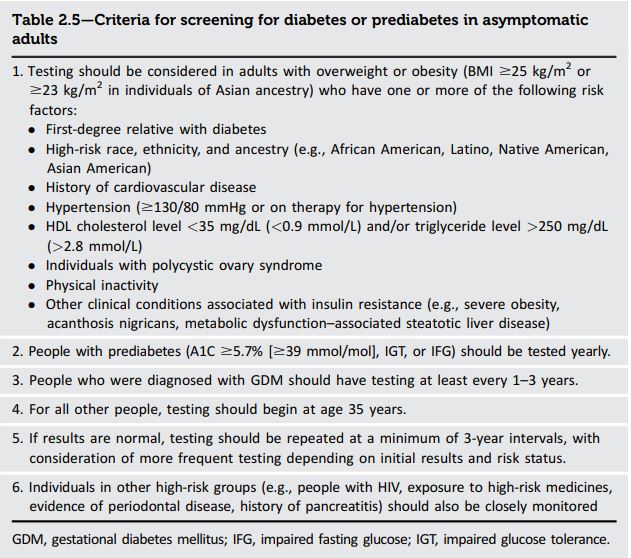 Table 2.5—Criteria for screening for diabetes or prediabetes in asymptomatic
adults
1. Testing should be considered in adults with overweight or obesity (BMI ≥25 kg/m² or
≥23 kg/m² in individuals of Asian ancestry) who have one or more of the following risk
factors:
● First-degree relative with diabetes
● High-risk race, ethnicity, and ancestry (e.g., African American, Latino, Native American,
Asian American)
● History of cardiovascular disease
● Hypertension (≥130/80 mmHg or on therapy for hypertension)
● HDL cholesterol level <35 mg/dL (<0.9 mmol/L) and/or triglyceride level >250 mg/dL
(>2.8 mmol/L)
● Individuals with polycystic ovary syndrome
● Physical inactivity
● Other clinical conditions associated with insulin resistance (e.g., severe obesity,
acanthosis nigricans, metabolic dysfunction–associated steatotic liver disease)
2. People with prediabetes (A1C ≥5.7% [≥39 mmol/mol], IGT, or IFG) should be tested yearly.
3. People who were diagnosed with GDM should have testing at least every 1–3 years.
4. For all other people, testing should begin at age 35 years.
5. If results are normal, testing should be repeated at a minimum of 3-year intervals, with
consideration of more frequent testing depending on initial results and risk status.
6. Individuals in other high-risk groups (e.g., people with HIV, exposure to high-risk medicines,
evidence of periodontal disease, history of pancreatitis) should also be closely monitored
GDM, gestational diabetes mellitus; IFG, impaired fasting glucose; IGT, impaired glucose tolerance.